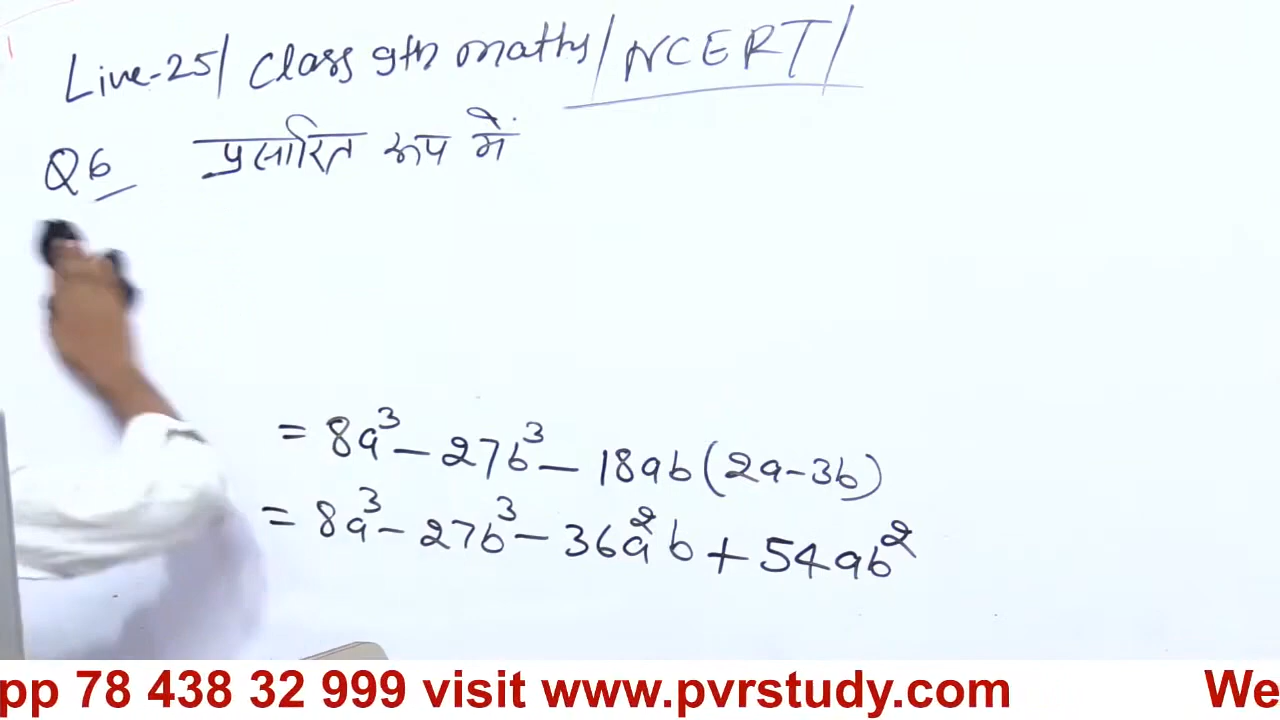 Live-25/ Class 9th maths/NCERT/
Q6 प्रसारित रूप में
= 8a³ - 27b³ - 18ab(2a-3b)
= 8a³ - 27b³ - 36a²b + 54ab²
pp 78 438 32 999 visit www.pvrstudy.com We